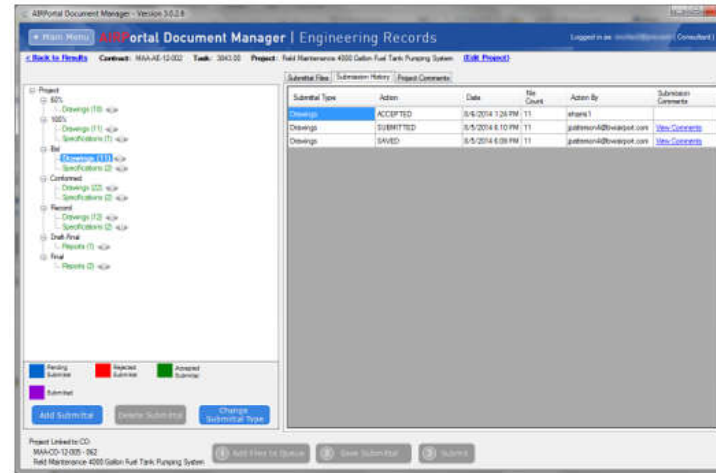 AIRPortal Document Manager - Version 5.0.2.8
Main Menu AIRPortal Document Manager | Engineering Records Logged in as: (Consultant)
< Back to Results Contract: MAA-AE-12-002 Task: 3043.00 Project: Field Maintenance 4000 Gallon Fuel Tank Pumping System (Edit Project)
Submittal Files Submission History Project Comments
Submittal Type Action Date File Count Action By Submission Comments
Drawings ACCEPTED 8/6/2014 1:26 PM 11
Drawings SUBMITTED 8/5/2014 6:10 PM 11 View Comments
Drawings SAVED 8/5/2014 6:09 PM 11 View Comments
Project
60%
Drawings (10)
100%
Drawings (11)
Specifications (1)
Bid
Drawings (11)
Specifications (2)
Conformed
Drawings (22)
Specifications (2)
Record
Drawings (12)
Specifications (2)
Draft-Final
Reports (1)
Final
Reports (2)
Pending Submittal Rejected Submittal Accepted Submittal
Submitted
Add Submittal Delete Submittal Change Submittal Type
Project Linked to CO:
MAA-CO-12-005 - 062
Field Maintenance 4000 Gallon Fuel Tank Pumping System
1 Add Files to Queue 2 Save Submittal 3 Submit